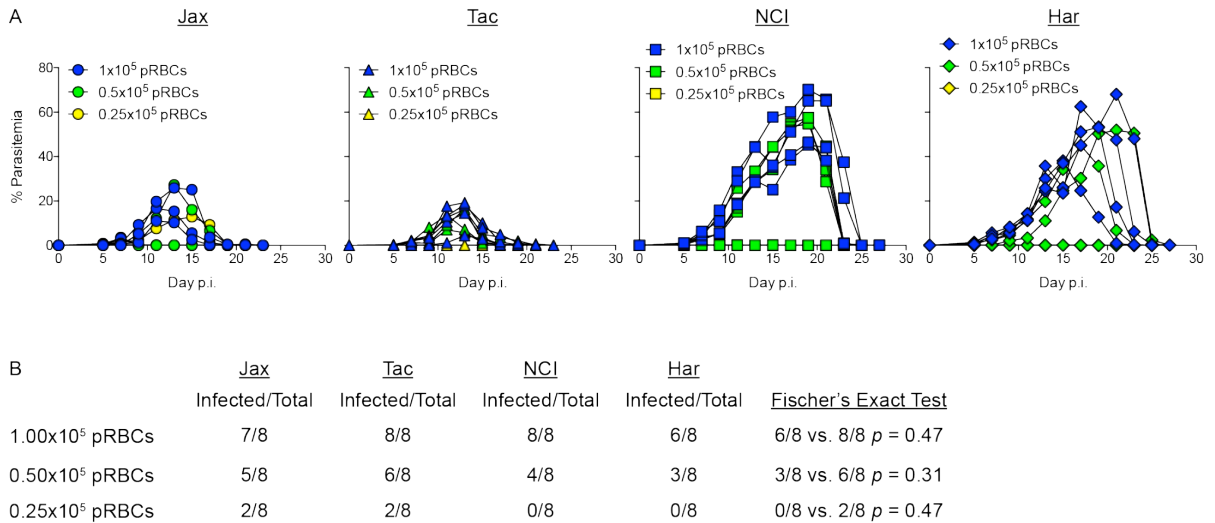 A
Jax
Tac
NCI
Har
1x10⁵ pRBCs
0.5x10⁵ pRBCs
0.25x10⁵ pRBCs
1x10⁵ pRBCs
0.5x10⁵ pRBCs
0.25x10⁵ pRBCs
1x10⁵ pRBCs
0.5x10⁵ pRBCs
0.25x10⁵ pRBCs
1x10⁵ pRBCs
0.5x10⁵ pRBCs
0.25x10⁵ pRBCs
% Parasitemia
80
60
40
20
0
0 5 10 15 20 25 30
0 5 10 15 20 25 30
0 5 10 15 20 25 30
0 5 10 15 20 25 30
Day p.i.
Day p.i.
Day p.i.
Day p.i.
B
Jax Tac NCI Har
Infected/Total Infected/Total Infected/Total Infected/Total Fischer's Exact Test
1.00x10⁵ pRBCs 7/8 8/8 8/8 6/8 6/8 vs. 8/8 p = 0.47
0.50x10⁵ pRBCs 5/8 6/8 4/8 3/8 3/8 vs. 6/8 p = 0.31
0.25x10⁵ pRBCs 2/8 2/8 0/8 0/8 0/8 vs. 2/8 p = 0.47